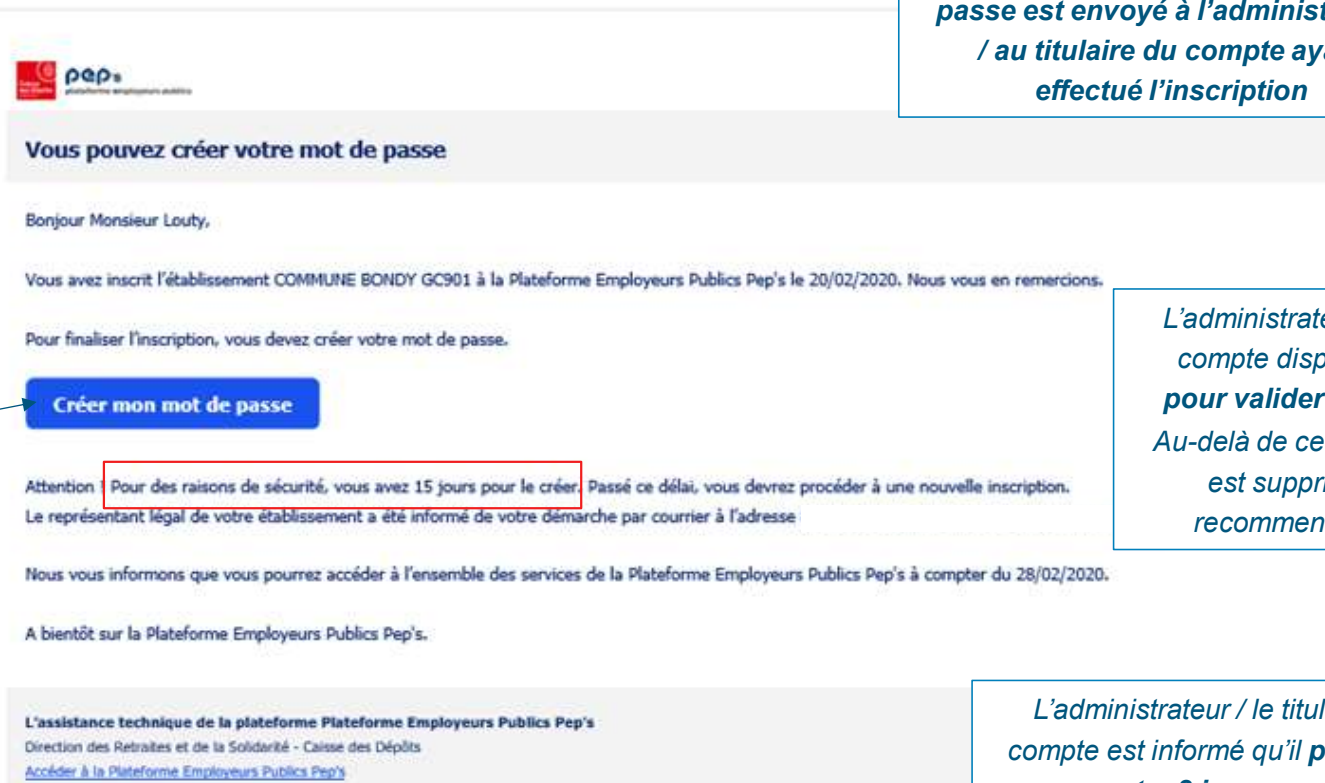 passe est envoyé à l'administ
/ au titulaire du compte aya
effectué l'inscription
pep's
plateforme employeurs publics
Vous pouvez créer votre mot de passe
Bonjour Monsieur Louty,
Vous avez inscrit l'établissement COMMUNE BONDY GC901 à la Plateforme Employeurs Publics Pep's le 20/02/2020. Nous vous en remercions.
Pour finaliser l'inscription, vous devez créer votre mot de passe.
Créer mon mot de passe
L'administrate
compte disp
pour valider
Au-delà de ce
est suppri
recommen
Attention ! Pour des raisons de sécurité, vous avez 15 jours pour le créer. Passé ce délai, vous devrez procéder à une nouvelle inscription.
Le représentant légal de votre établissement a été informé de votre démarche par courrier à l'adresse
Nous vous informons que vous pourrez accéder à l'ensemble des services de la Plateforme Employeurs Publics Pep's à compter du 28/02/2020.
A bientôt sur la Plateforme Employeurs Publics Pep's.
L'assistance technique de la plateforme Plateforme Employeurs Publics Pep's
Direction des Retraites et de la Solidarité - Caisse des Dépôts
Accéder à la Plateforme Employeurs Publics Pep's
L'administrateur / le titul
compte est informé qu'il p